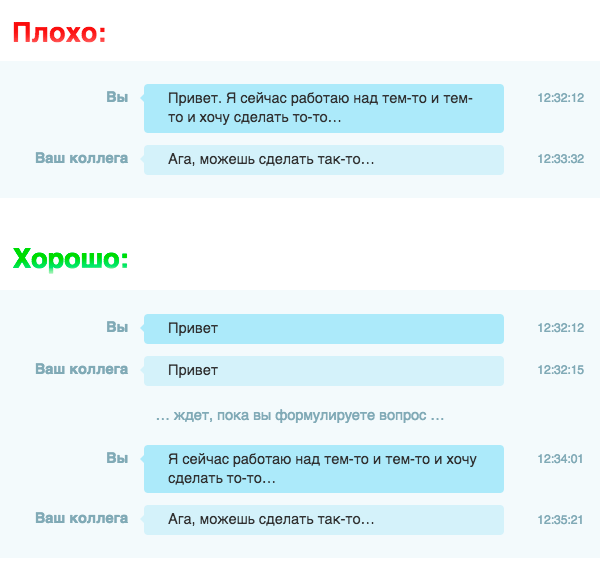 Плохо:
Вы
Привет. Я сейчас работаю над тем-то и тем-
то и хочу сделать то-то…
12:32:12
Ваш коллега
Ага, можешь сделать так-то…
12:33:32
Хорошо:
Вы
Привет
12:32:12
Ваш коллега
Привет
12:32:15
… ждет, пока вы формулируете вопрос …
Вы
Я сейчас работаю над тем-то и тем-то и хочу
сделать то-то…
12:34:01
Ваш коллега
Ага, можешь сделать так-то…
12:35:21